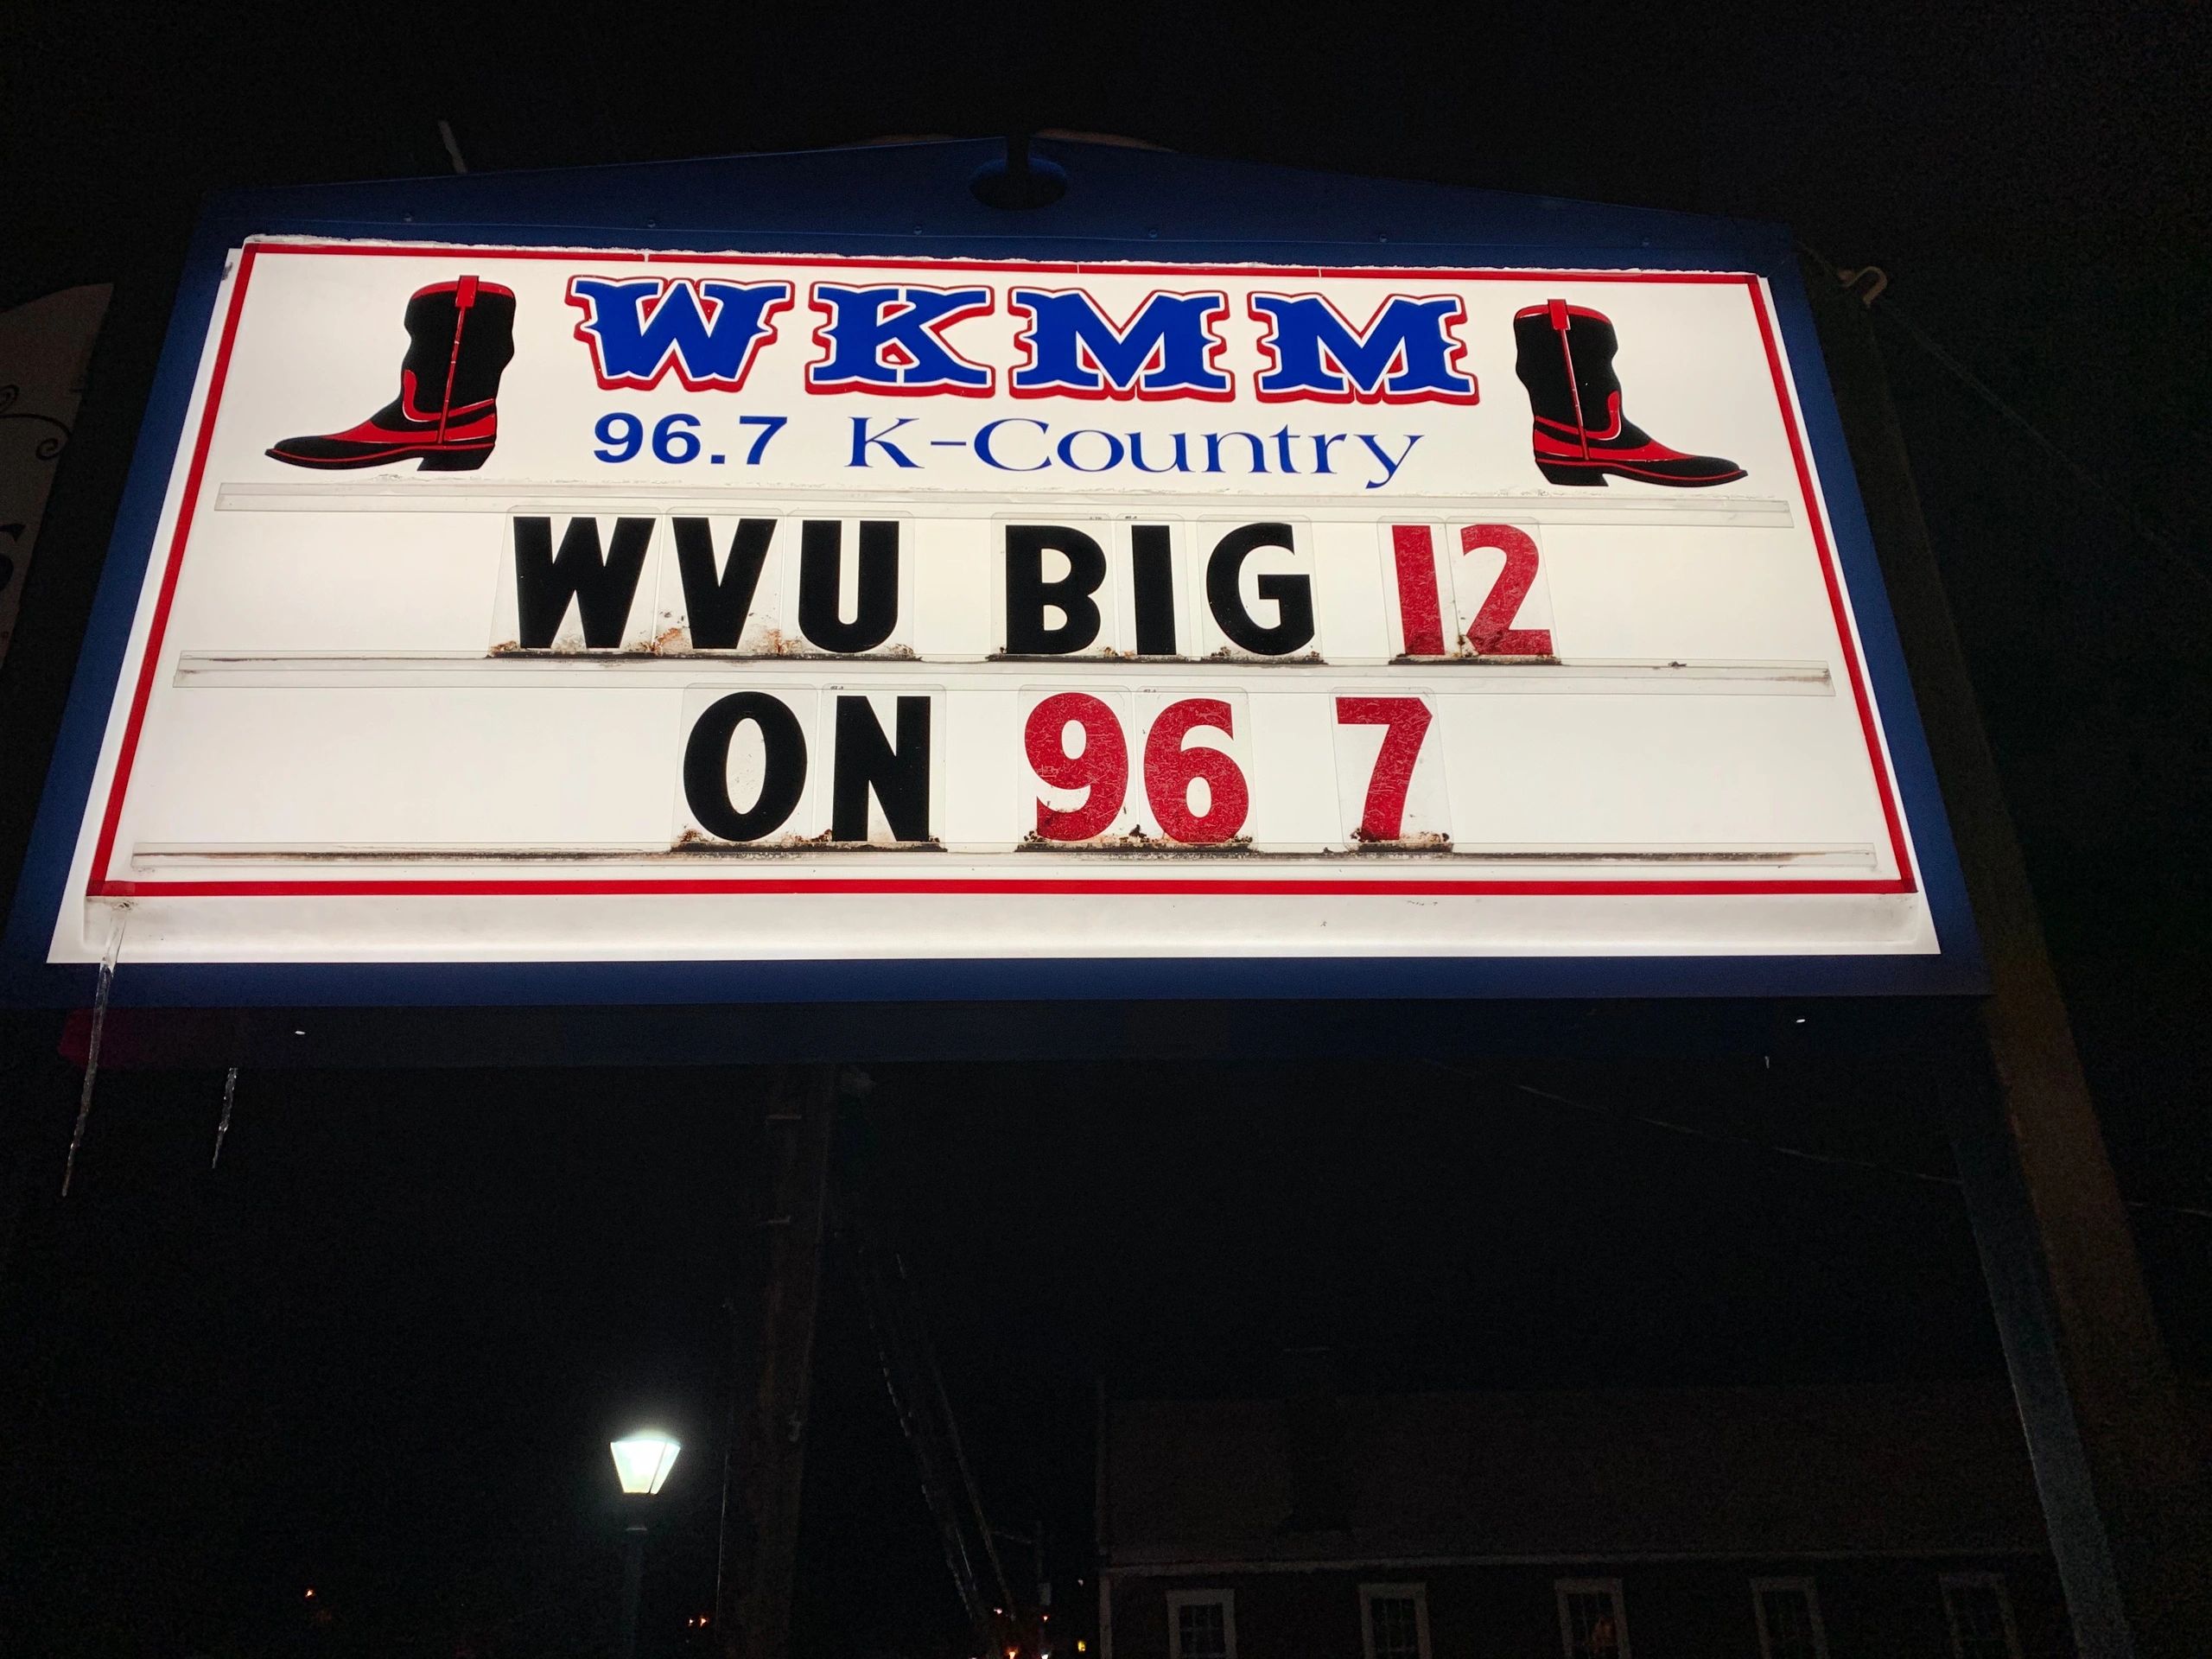 WKMM
96.7 K-Country
WVU BIG 12
ON 96 7